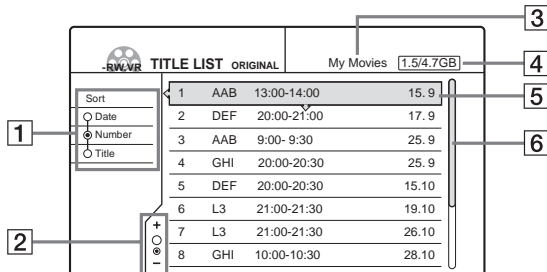 3
-RW VR TITLE LIST ORIGINAL My Movies 1.5/4.7GB 4
Sort
Date
Number
Title
1
1 AAB 13:00-14:00 15. 9 5
2 DEF 20:00-21:00 17. 9
3 AAB 9:00- 9:30 25. 9
4 GHI 20:00-20:30 25. 9
5 DEF 20:00-20:30 15.10
6 L3 21:00-21:30 19.10
7 L3 21:00-21:30 26.10
8 GHI 10:00-10:30 28.10
6
2
+
–